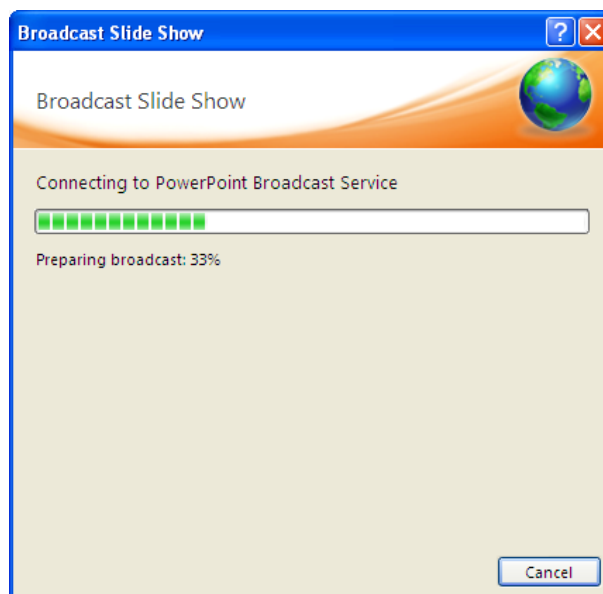 Broadcast Slide Show
?
Broadcast Slide Show
Connecting to PowerPoint Broadcast Service
Preparing broadcast: 33%
Cancel